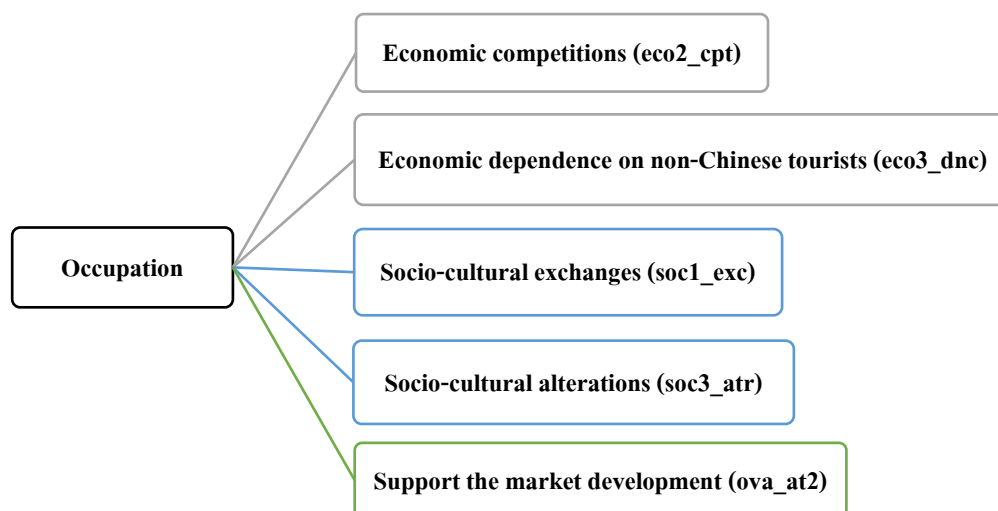 Economic competitions (eco2_cpt)
Economic dependence on non-Chinese tourists (eco3_dnc)
Occupation
Socio-cultural exchanges (soc1_exc)
Socio-cultural alterations (soc3_atr)
Support the market development (ova_at2)